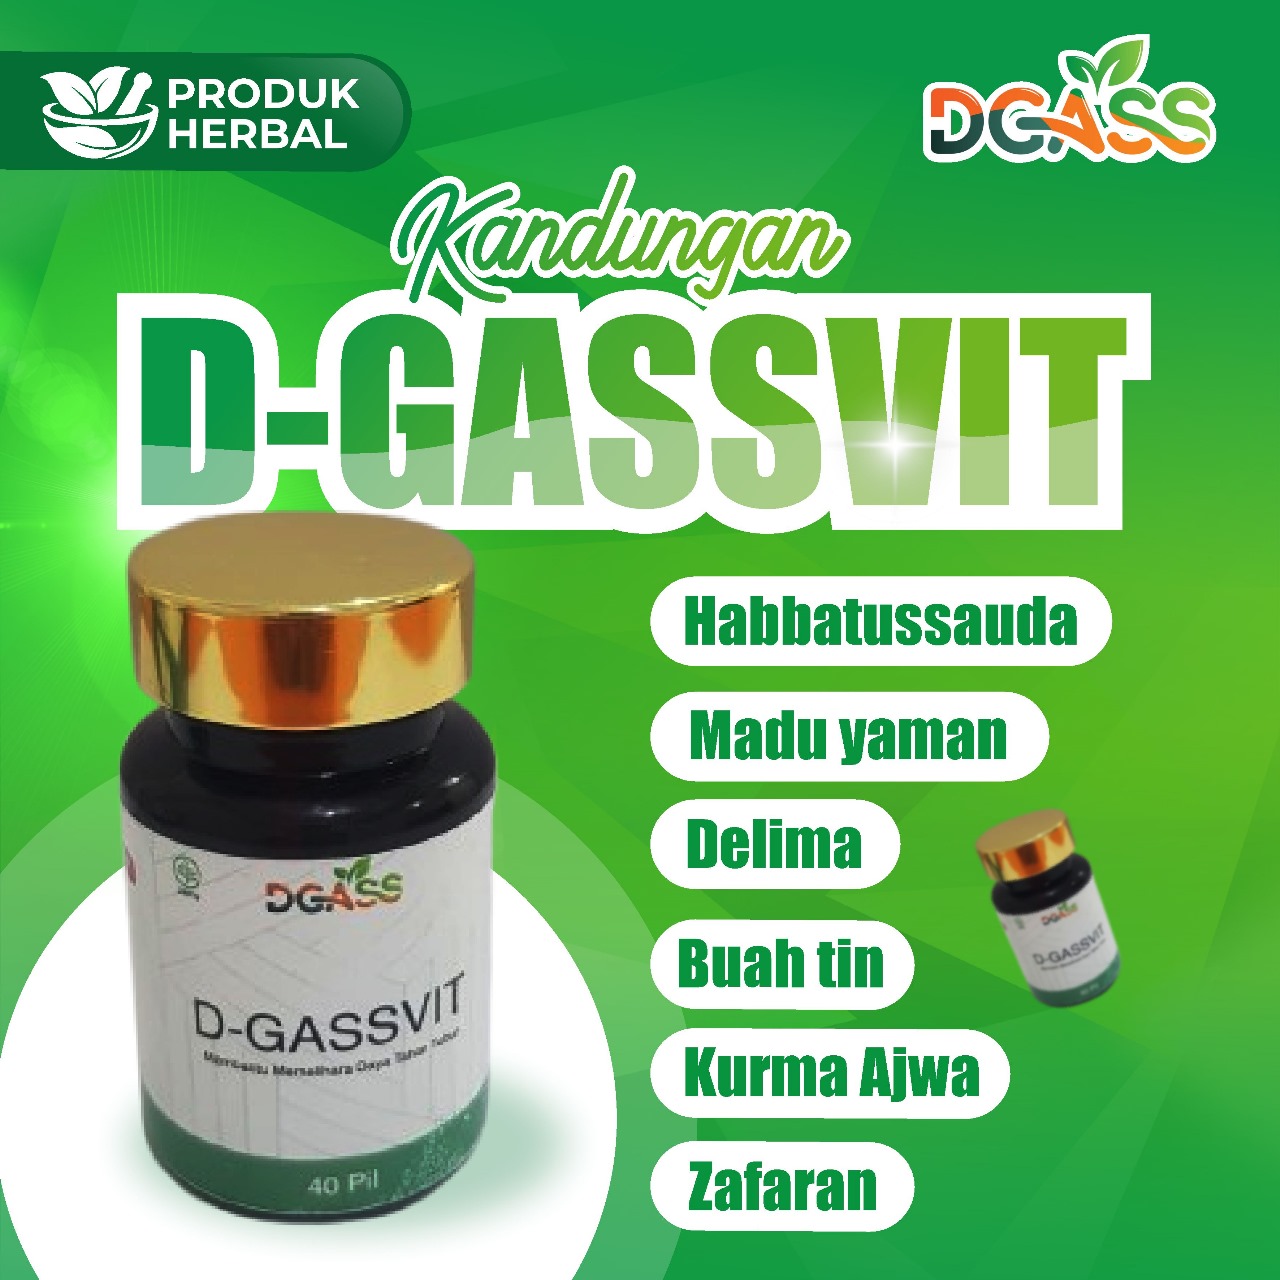 PRODUK
HERBAL
DGASS
Kandungan
D-GASSVIT
Habbatussauda
Madu yaman
Delima
Buah tin
Kurma Ajwa
Zafaran
DGASS
D-GASSVIT
Membantu Memelihara Daya Tahan Tubuh
40 Pil
DGASS
D-GASSVIT